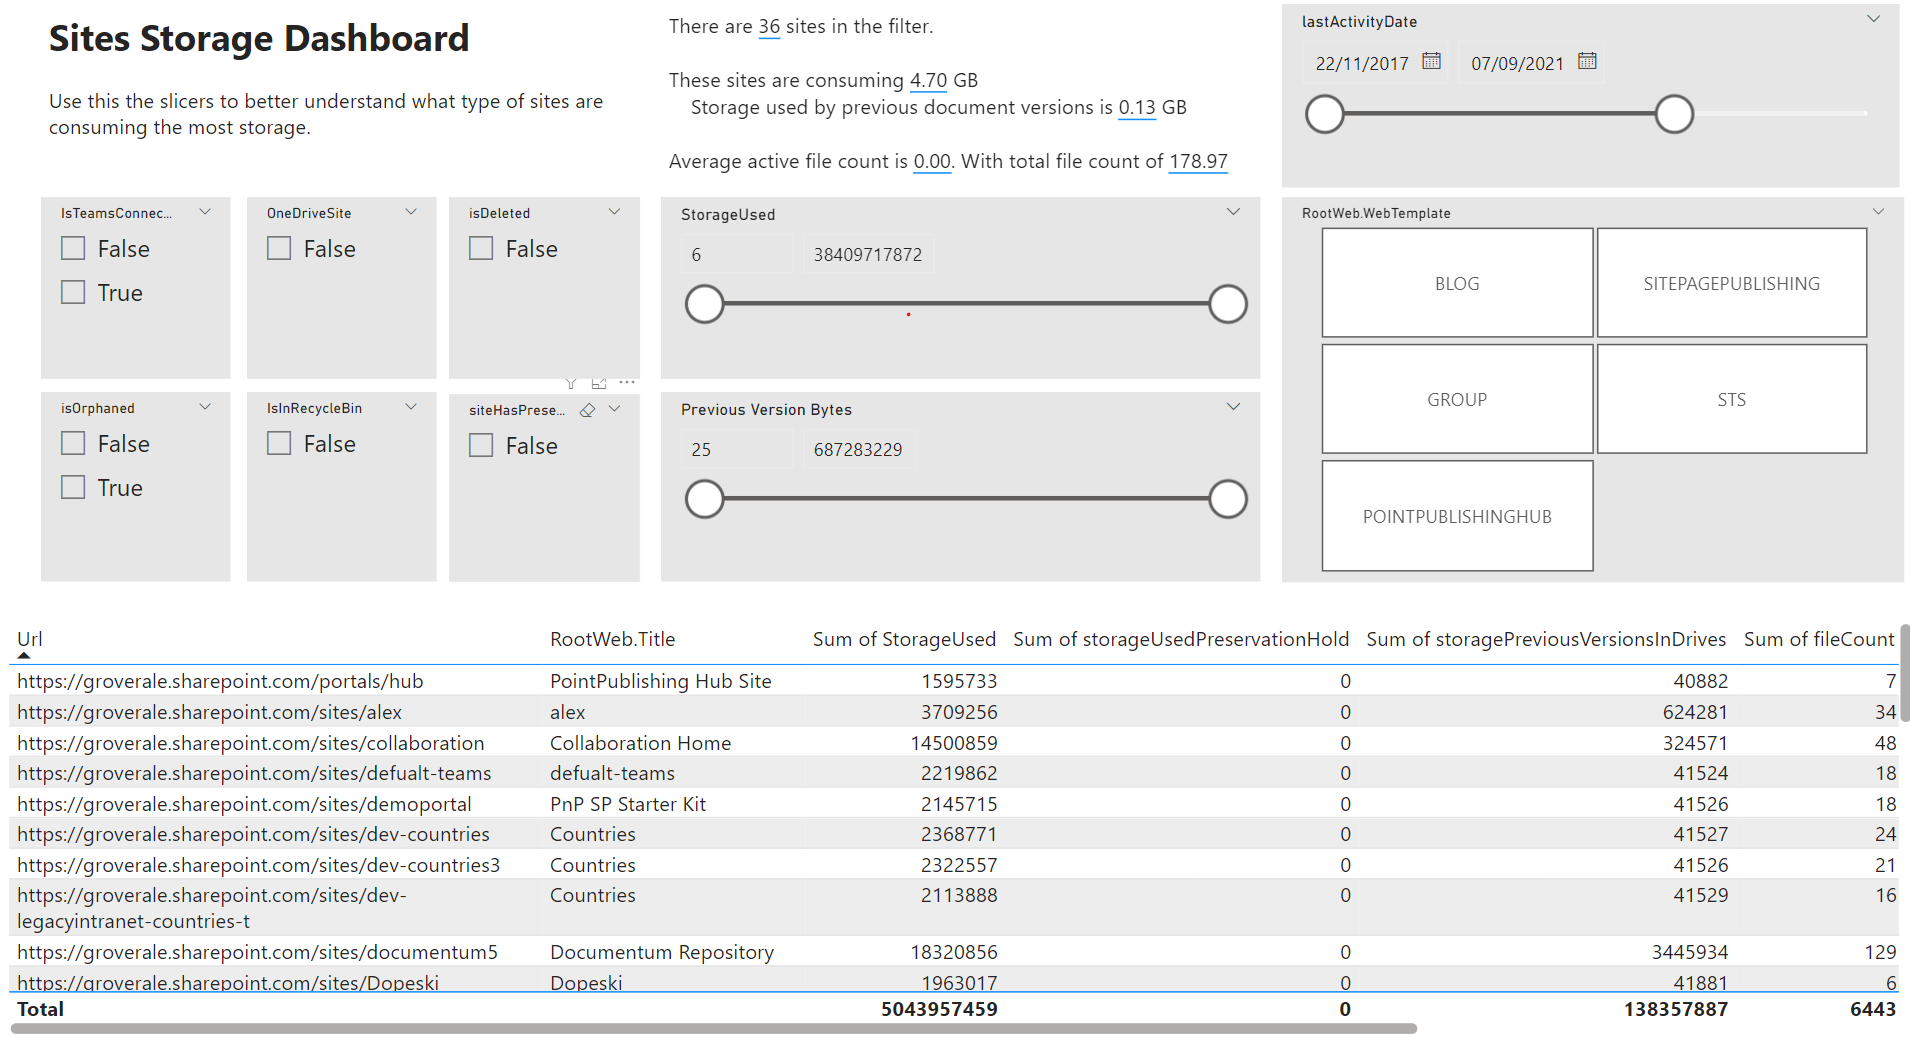 Sites Storage Dashboard
Use this the slicers to better understand what type of sites are
consuming the most storage.
There are 36 sites in the filter.
These sites are consuming 4.70 GB
Storage used by previous document versions is 0.13 GB
Average active file count is 0.00. With total file count of 178.97
lastActivityDate
22/11/2017 07/09/2021
IsTeamsConnec...
False
True
OneDriveSite
False
isDeleted
False
StorageUsed
6 38409717872
RootWeb.WebTemplate
BLOG SITEPAGEPUBLISHING
GROUP STS
POINTPUBLISHINGHUB
isOrphaned
False
True
IsInRecycleBin
False
siteHasPrese...
False
Previous Version Bytes
25 687283229
Url RootWeb.Title Sum of StorageUsed Sum of storageUsedPreservationHold Sum of storagePreviousVersionsInDrives Sum of fileCount
https://groverale.sharepoint.com/portals/hub PointPublishing Hub Site 1595733 0 40882 7
https://groverale.sharepoint.com/sites/alex alex 3709256 0 624281 34
https://groverale.sharepoint.com/sites/collaboration Collaboration Home 14500859 0 324571 48
https://groverale.sharepoint.com/sites/defualt-teams defualt-teams 2219862 0 41524 18
https://groverale.sharepoint.com/sites/demoportal PnP SP Starter Kit 2145715 0 41526 18
https://groverale.sharepoint.com/sites/dev-countries Countries 2368771 0 41527 24
https://groverale.sharepoint.com/sites/dev-countries3 Countries 2322557 0 41526 21
https://groverale.sharepoint.com/sites/dev- Countries 2113888 0 41529 16
legacyintranet-countries-t
https://groverale.sharepoint.com/sites/documentum5 Documentum Repository 18320856 0 3445934 129
https://groverale.sharepoint.com/sites/Dopeski Dopeski 1963017 0 41881 6
Total 5043957459 0 138357887 6443